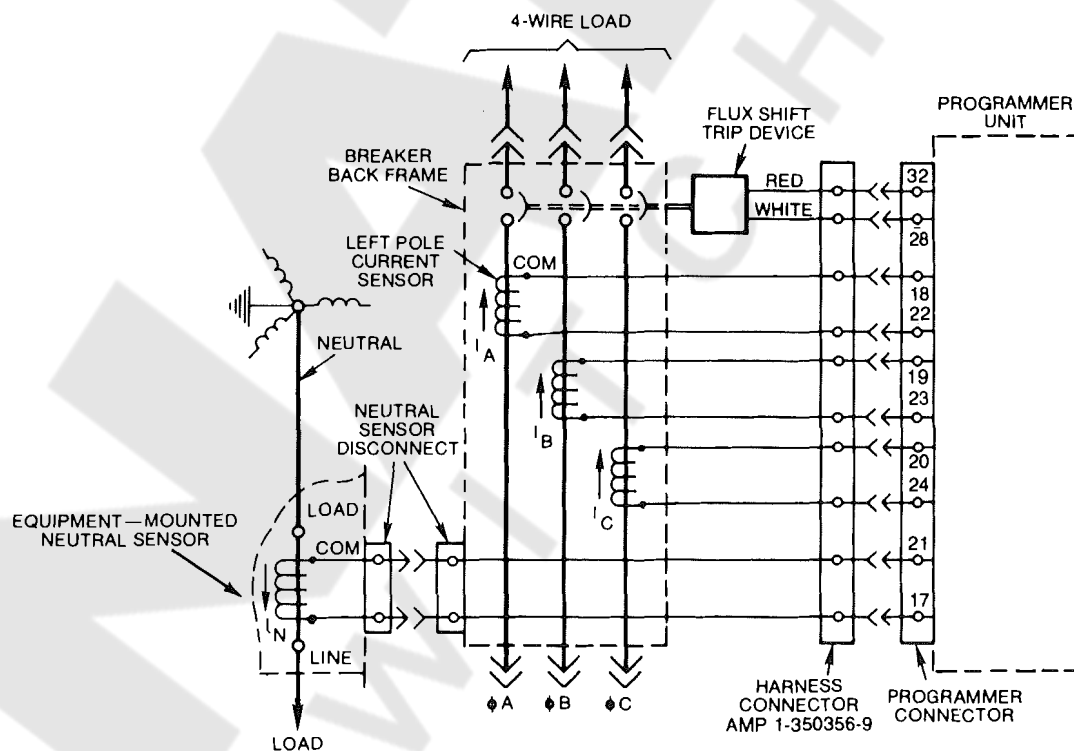 4-WIRE LOAD
PROGRAMMER
UNIT
FLUX SHIFT
TRIP DEVICE
BREAKER
BACK FRAME
RED
32
WHITE
28
LEFT POLE
CURRENT
SENSOR
COM
18
22
I A
NEUTRAL
19
23
I B
NEUTRAL
SENSOR
DISCONNECT
20
24
I C
EQUIPMENT—MOUNTED
NEUTRAL SENSOR
LOAD
COM
21
17
I N
LINE
LOAD
ϕA
ϕB
ϕC
HARNESS
CONNECTOR
AMP 1-350356-9
PROGRAMMER
CONNECTOR